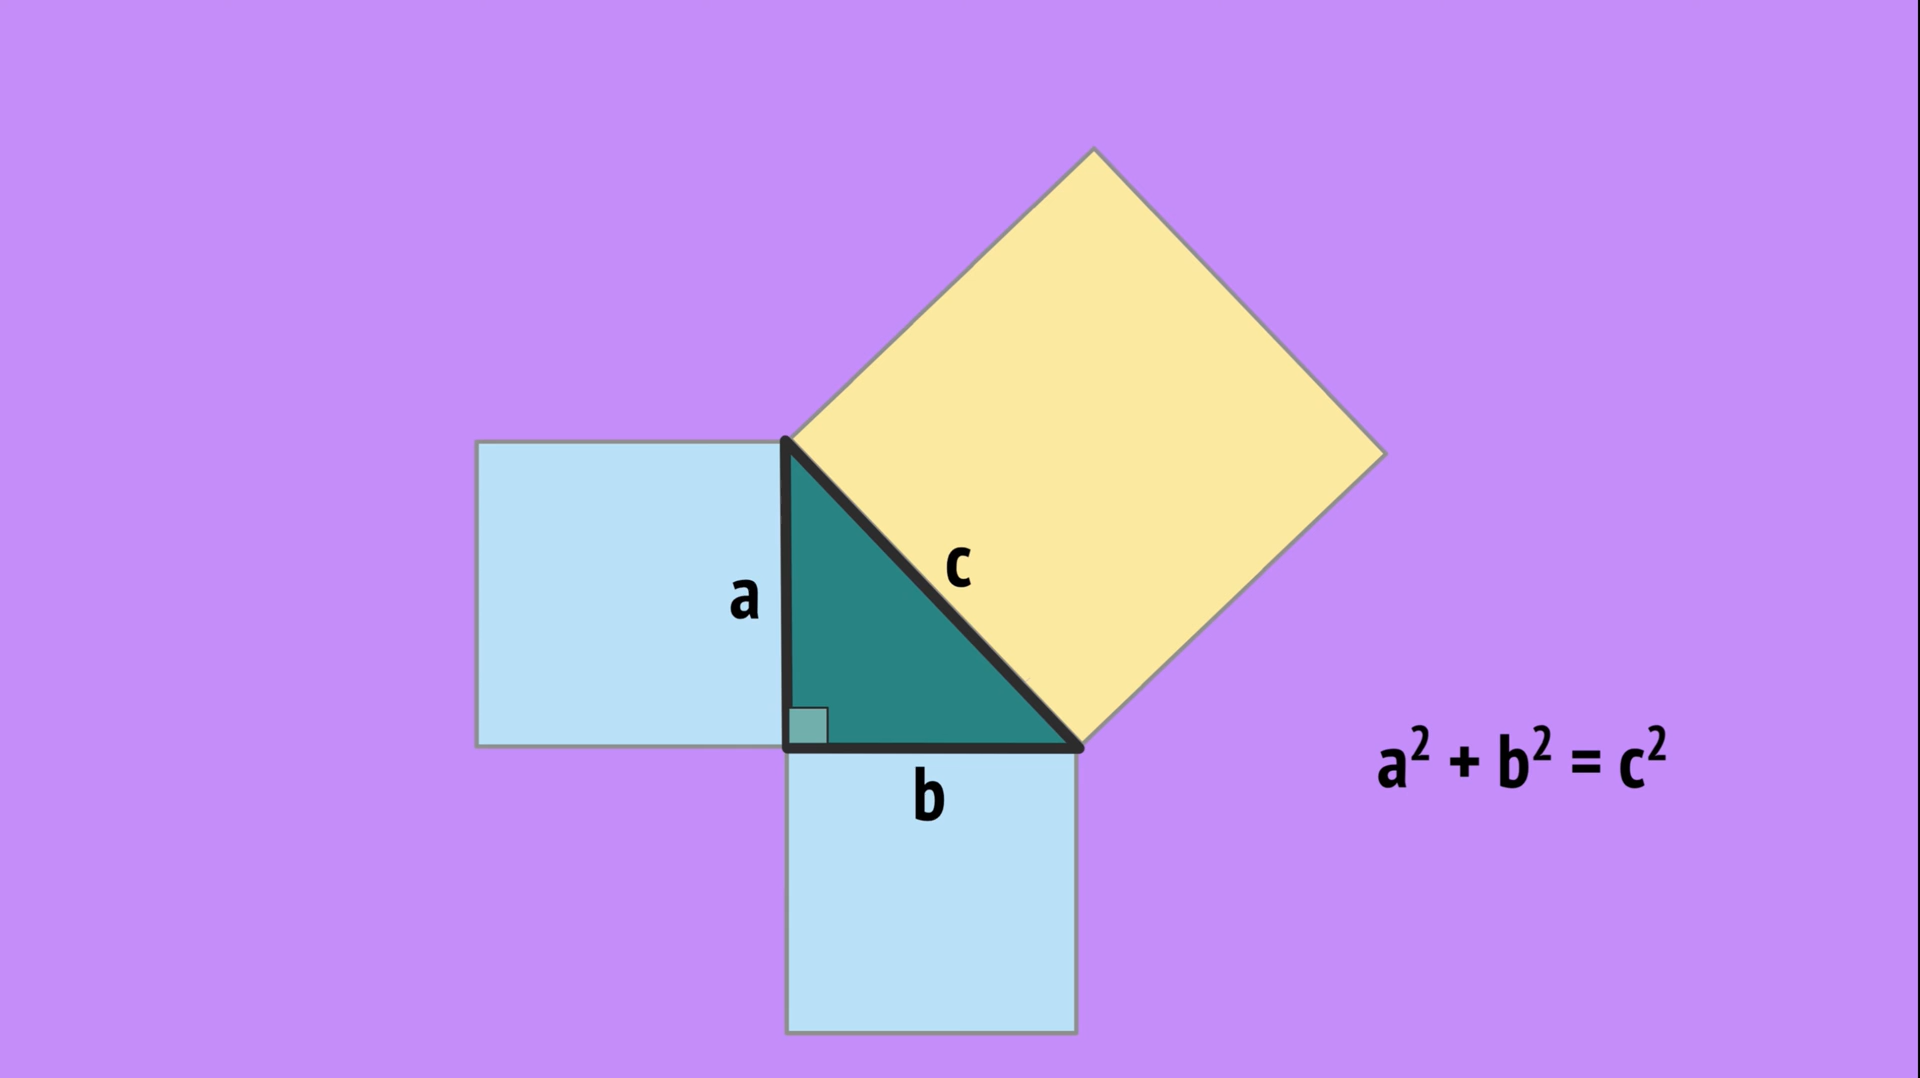 c
a
b
a² + b² = c²